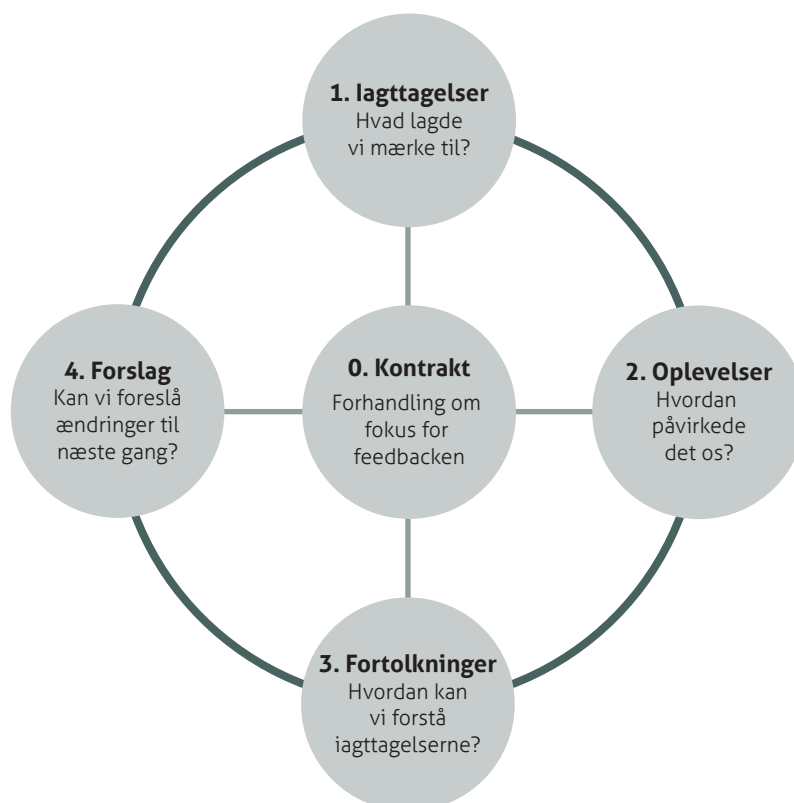 1. Iagttagelser
Hvad lagde
vi mærke til?
4. Forslag
Kan vi foreslå
ændringer til
næste gang?
0. Kontrakt
Forhandling om
fokus for
feedbacken
2. Oplevelser
Hvordan
påvirkede
det os?
3. Fortolkninger
Hvordan kan
vi forstå
iagttagelserne?